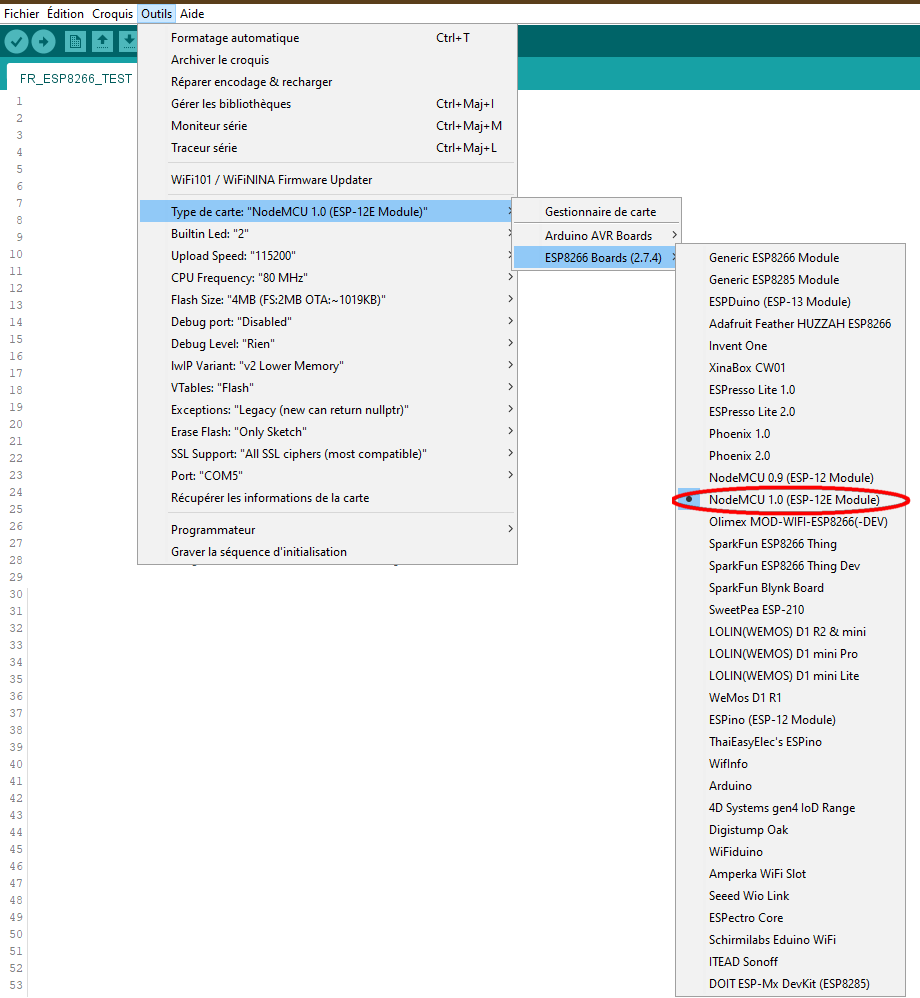 Fichier Édition Croquis Outils Aide
FR_ESP8266_TEST
1
2
3
4
5
6
7
8
9
10
11
12
13
14
15
16
17
18
19
20
21
22
23
24
25
26
27
28
29
30
31
32
33
34
35
36
37
38
39
40
41
42
43
44
45
46
47
48
49
50
51
52
53
Formatage automatique Ctrl+T
Archiver le croquis
Réparer encodage & recharger
Gérer les bibliothèques Ctrl+Maj+I
Moniteur série Ctrl+Maj+M
Traceur série Ctrl+Maj+L
WiFi101 / WiFiNINA Firmware Updater
Type de carte: "NodeMCU 1.0 (ESP-12E Module)"
Builtin Led: "2"
Upload Speed: "115200"
CPU Frequency: "80 MHz"
Flash Size: "4MB (FS:2MB OTA:~1019KB)"
Debug port: "Disabled"
Debug Level: "Rien"
lwIP Variant: "v2 Lower Memory"
VTables: "Flash"
Exceptions: "Legacy (new can return nullptr)"
Erase Flash: "Only Sketch"
SSL Support: "All SSL ciphers (most compatible)"
Port: "COM5"
Récupérer les informations de la carte
Programmateur
Graver la séquence d'initialisation
Gestionnaire de carte
Arduino AVR Boards
ESP8266 Boards (2.7.4)
Generic ESP8266 Module
Generic ESP8285 Module
ESPDuino (ESP-13 Module)
Adafruit Feather HUZZAH ESP8266
Invent One
XinaBox CW01
ESPresso Lite 1.0
ESPresso Lite 2.0
Phoenix 1.0
Phoenix 2.0
NodeMCU 0.9 (ESP-12 Module)
NodeMCU 1.0 (ESP-12E Module)
Olimex MOD-WIFI-ESP8266(-DEV)
SparkFun ESP8266 Thing
SparkFun ESP8266 Thing Dev
SparkFun Blynk Board
SweetPea ESP-210
LOLIN(WEMOS) D1 R2 & mini
LOLIN(WEMOS) D1 mini Pro
LOLIN(WEMOS) D1 mini Lite
WeMos D1 R1
ESPino (ESP-12 Module)
ThaiEasyElec's ESPino
WifInfo
Arduino
4D Systems gen4 IoD Range
Digistump Oak
WiFiduino
Amperka WiFi Slot
Seeed Wio Link
ESPectro Core
Schirmilabs Eduino WiFi
ITEAD Sonoff
DOIT ESP-Mx DevKit (ESP8285)